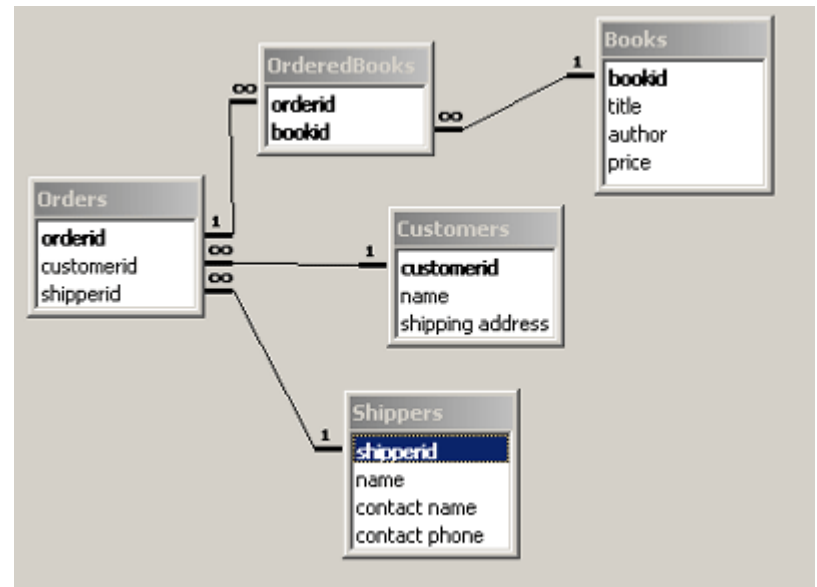 OrderedBooks
orderid
bookid
Books
bookid
title
author
price
Orders
orderid
customerid
shipperid
Customers
customerid
name
shipping address
Shippers
shipperid
name
contact name
contact phone
∞
1
∞
1
∞
1
∞
1